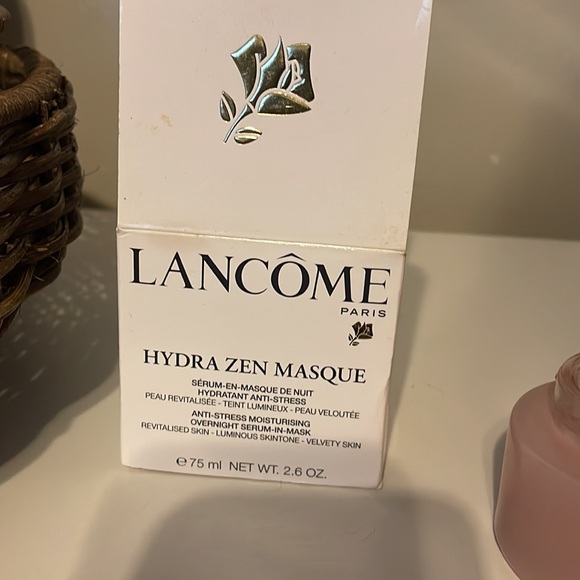 LANCÔME
PARIS
HYDRA ZEN MASQUE
SÉRUM-EN-MASQUE DE NUIT
HYDRATANT ANTI-STRESS
PEAU REVITALISÉE - TEINT LUMINEUX - PEAU VELOUTÉE
ANTI-STRESS MOISTURISING
OVERNIGHT SERUM-IN-MASK
REVITALISED SKIN - LUMINOUS SKINTONE - VELVETY SKIN
℮ 75 ml NET WT. 2.6 OZ.